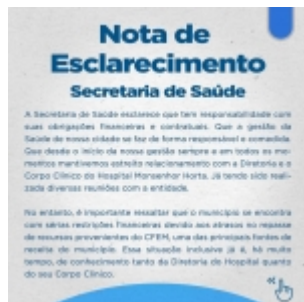 Nota de
Esclarecimento
Secretaria de Saúde
A Secretaria de Saúde esclarece que tem responsabilidade com
suas obrigações financeiras e contratuais. Que a gestão da
Saúde de nossa cidade se faz de forma responsável e comedida.
Que desde o início da nossa gestão sempre e em todos os mo-
mentos mantivemos estreito relacionamento com a Diretoria e o
Corpo Clínico do Hospital Monsenhor Horta. Já tendo sido reali-
zada diversas reuniões com a entidade.
No entanto, é importante ressaltar que o município se encontra
com sérias restrições financeiras devido aos atrasos no repasse
de recursos provenientes do CFEM, uma das principais fontes de
receita do município. Essa situação inclusive já é, há muito
tempo, de conhecimento tanto da Diretoria do Hospital quanto
do seu Corpo Clínico.